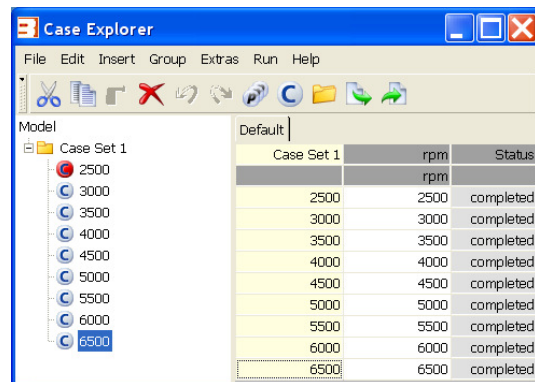 Case Explorer
File Edit Insert Group Extras Run Help
Model
Default
Case Set 1
2500
3000
3500
4000
4500
5000
5500
6000
6500
Case Set 1 rpm Status
rpm
2500 2500 completed
3000 3000 completed
3500 3500 completed
4000 4000 completed
4500 4500 completed
5000 5000 completed
5500 5500 completed
6000 6000 completed
6500 6500 completed